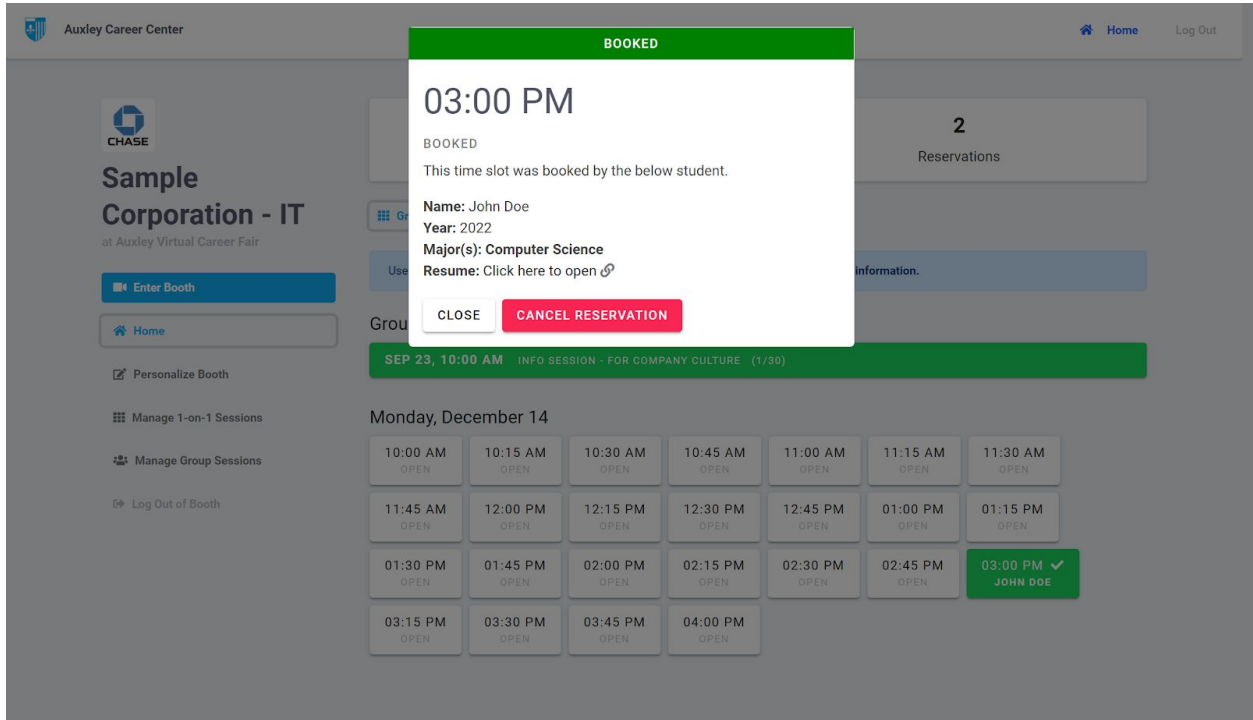 Auxley Career Center
Home
Log Out
CHASE
Sample
Corporation - IT
at Auxley Virtual Career Fair
Enter Booth
Home
Personalize Booth
Manage 1-on-1 Sessions
Manage Group Sessions
Log Out of Booth
BOOKED
03:00 PM
BOOKED
This time slot was booked by the below student.
Name: John Doe
Year: 2022
Major(s): Computer Science
Resume: Click here to open
CLOSE
CANCEL RESERVATION
2
Reservations
Use
information.
SEP 23, 10:00 AM INFO SESSION - FOR COMPANY CULTURE (1/30)
Monday, December 14
10:00 AM 10:15 AM 10:30 AM 10:45 AM 11:00 AM 11:15 AM 11:30 AM
OPEN OPEN OPEN OPEN OPEN OPEN OPEN
11:45 AM 12:00 PM 12:15 PM 12:30 PM 12:45 PM 01:00 PM 01:15 PM
OPEN OPEN OPEN OPEN OPEN OPEN OPEN
01:30 PM 01:45 PM 02:00 PM 02:15 PM 02:30 PM 02:45 PM 03:00 PM
OPEN OPEN OPEN OPEN OPEN OPEN JOHN DOE
03:15 PM 03:30 PM 03:45 PM 04:00 PM
OPEN OPEN OPEN OPEN